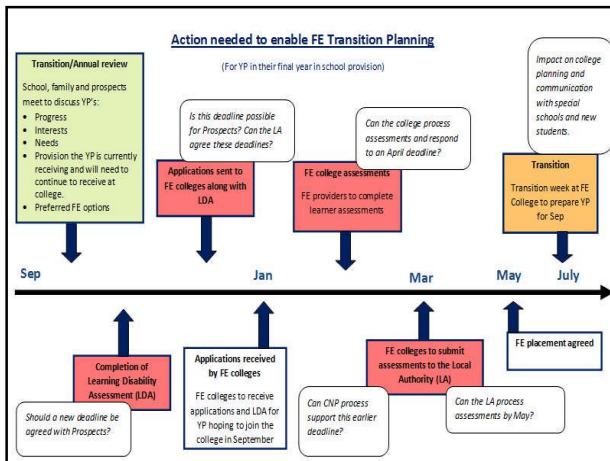 Action needed to enable FE Transition Planning
(For YP in their final year in school provision)
Transition/Annual review
School, family and prospects
meet to discuss YP's:
• Progress
• Interests
• Needs
• Provision the YP is currently
receiving and will need to
continue to receive at
college.
• Preferred FE options
Is this deadline possible
for Prospects? Can the LA
agree these deadlines?
Applications sent to
FE colleges along with
LDA
Can the college process
assessments and respond
to an April deadline?
FE college assessments
FE providers to complete
learner assessments
Impact on college
planning and
communication
with special
schools and new
students.
Transition
Transition week at FE
College to prepare YP
for Sep
Sep
Jan
Mar
May
July
Completion of
Learning Disability
Assessment (LDA)
Should a new deadline be
agreed with Prospects?
Applications received
by FE colleges
FE colleges to receive
applications and LDA for
YP hoping to join the
college in September
FE colleges to submit
assessments to the Local
Authority (LA)
Can CNP process
support this earlier
deadline?
Can the LA process
assessments by May?
FE placement agreed